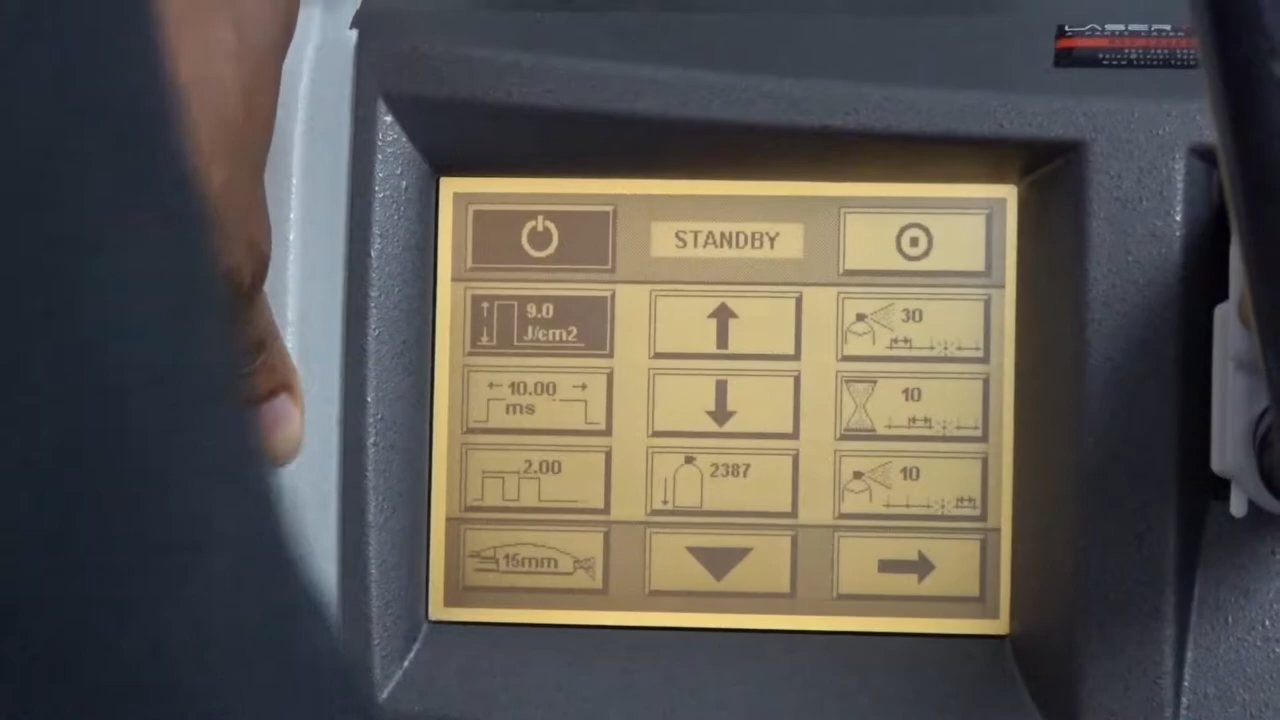 LASER
STANDBY
9.0
J/cm2
30
10.00
ms
10
2.00
2387
10
15mm